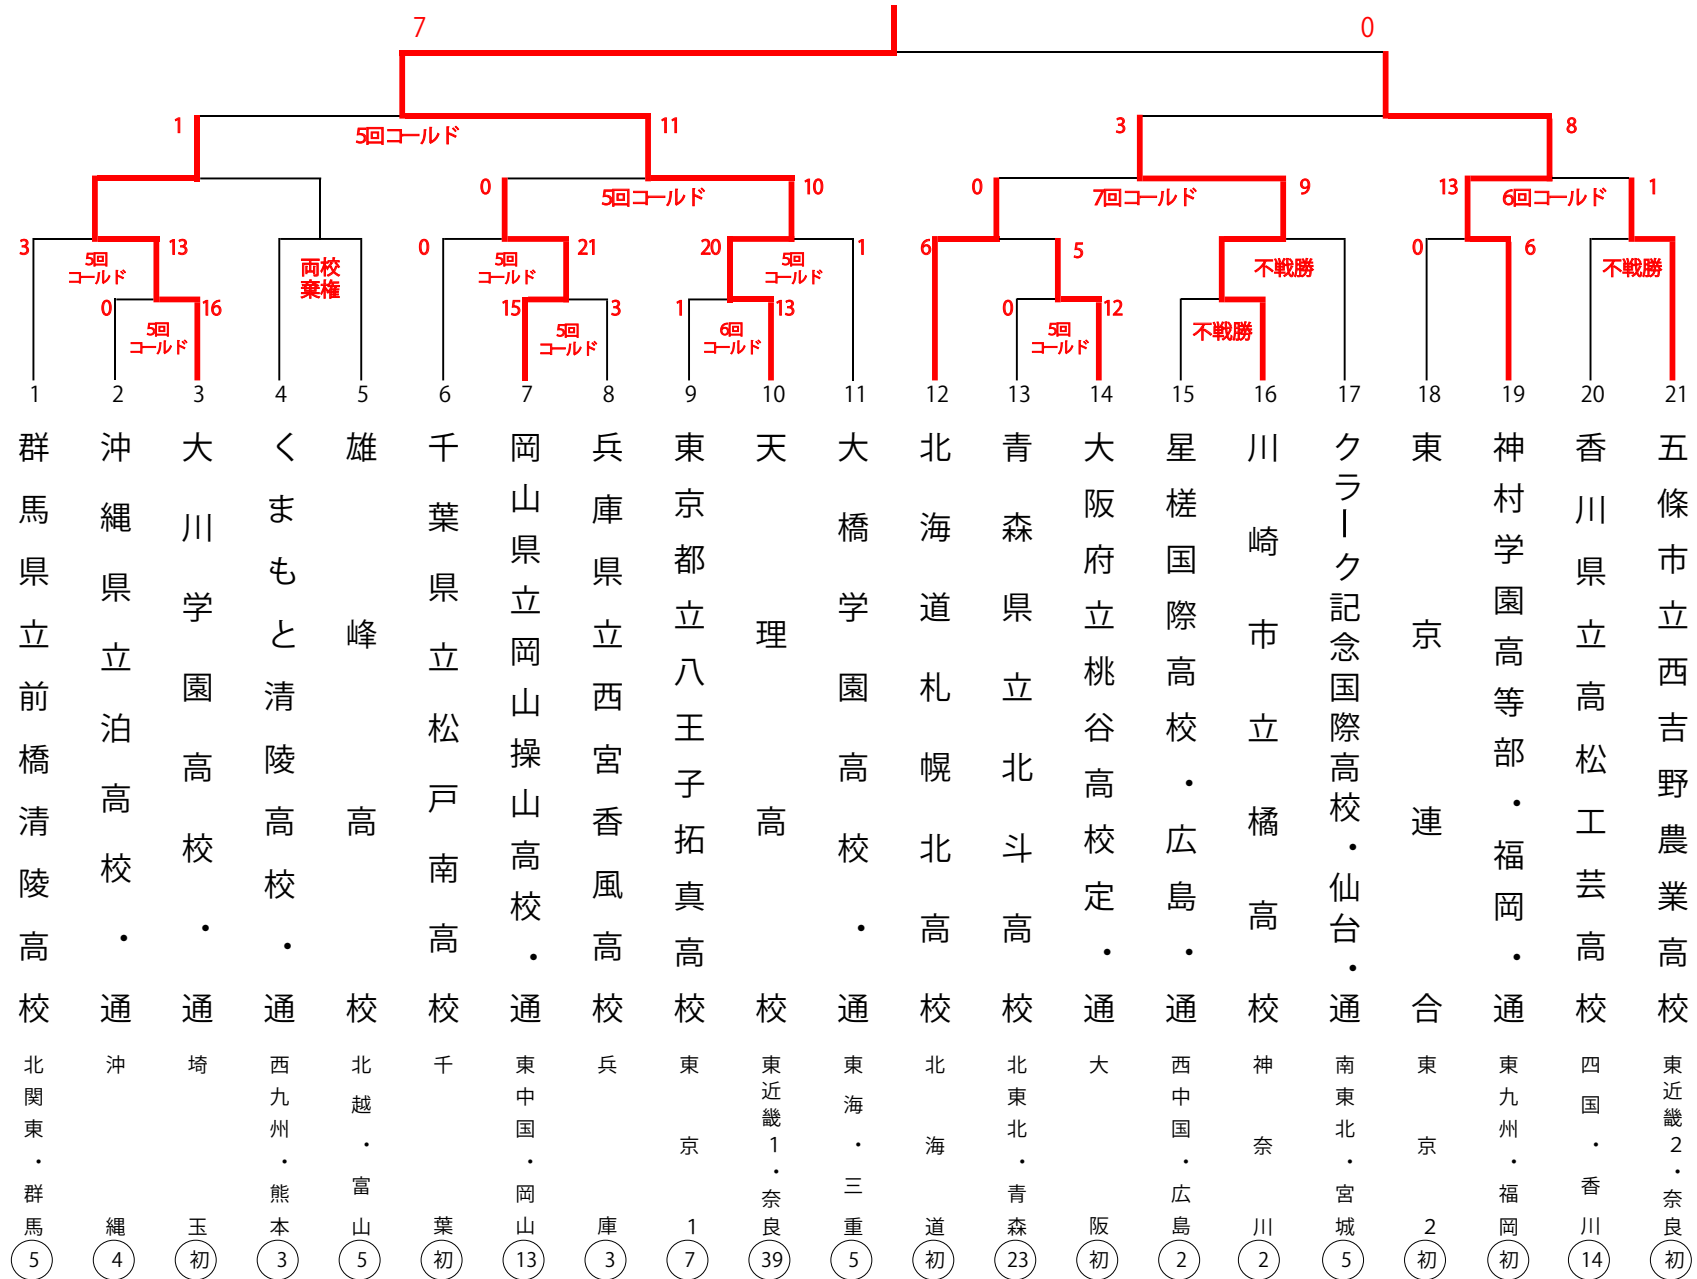 7 0
1 5回コールド 11 3 8
0 5回コールド 10 0 7回コールド 9 13 6回コールド 1
3 13 0 21 20 1 6 5 0 6
5回 両校 5回 5回 不戦勝 不戦勝
コールド 棄権 コールド コールド
0 16 15 3 1 13 0 12
5回 5回 6回 5回 不戦勝
コールド コールド コールド コールド
1 2 3 4 5 6 7 8 9 10 11 12 13 14 15 16 17 18 19 20 21
群馬県立前橋清陵高校
沖縄県立泊高校・通
大川学園高校・通
くまもと清陵高校・通
雄峰高校
千葉県立松戸南高校
岡山県立岡山操山高校・通
兵庫県立西宮香風高校
東京都立八王子拓真高校
天理高校
大橋学園高校・通
北海道札幌北高校
青森県立北斗高校
大阪府立桃谷高校定・通
星槎国際高校・広島・通
川崎市立橘高校
クラーク記念国際高校・仙台・通
東京連合
神村学園高等部・福岡・通
香川県立高松工芸高校
五條市立西吉野農業高校
北関東・群馬
沖縄
埼玉
西九州・熊本
北越・富山
千葉
東中国・岡山
兵庫
東京1
東近畿1・奈良
東海・三重
北海道
北東北・青森
大阪
西中国・広島
神奈川
南東北・宮城
東京2
東九州・福岡
四国・香川
東近畿2・奈良
5 4 初 3 5 初 13 3 7 39 5 初 23 初 2 2 5 初 初 14 初